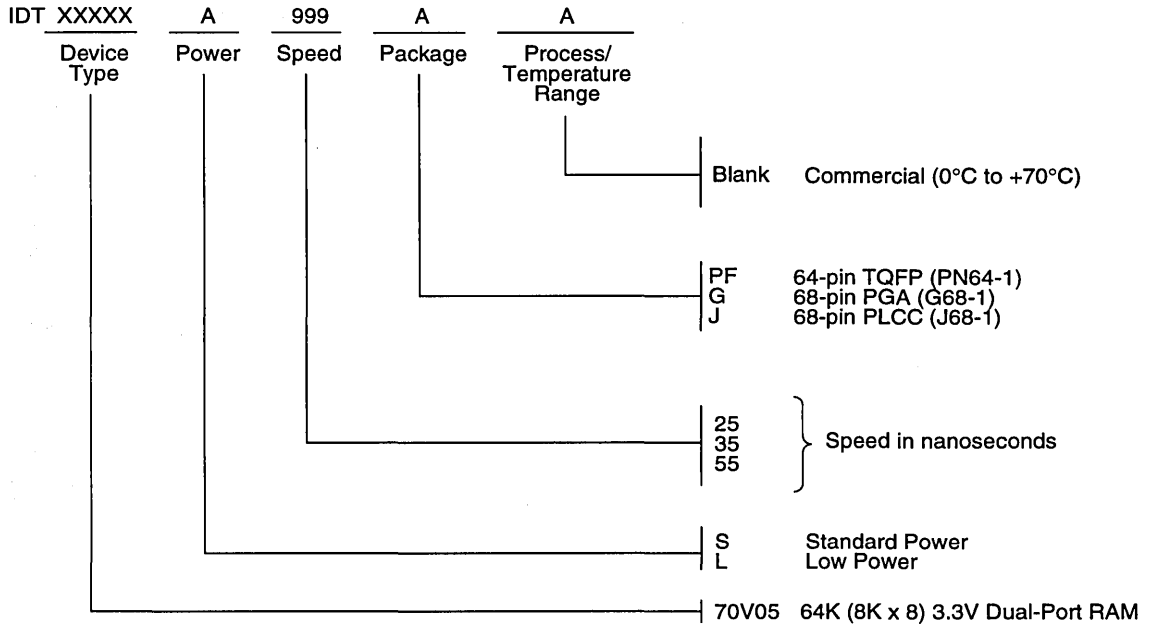 IDT XXXXX A 999 A A
Device Type Power Speed Package Process/ Temperature Range
Blank Commercial (0°C to +70°C)
PF 64-pin TQFP (PN64-1)
G 68-pin PGA (G68-1)
J 68-pin PLCC (J68-1)
25
35 Speed in nanoseconds
55
S Standard Power
L Low Power
70V05 64K (8K x 8) 3.3V Dual-Port RAM